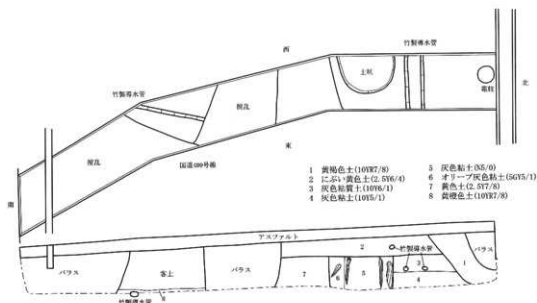 西
竹製導水管
土坑
電柱
北
竹製導水管
撹乱
撹乱
国道499号線
東
南
1 黄褐色土(10YR7/8)
2 にぶい黄色土(2.5Y6/4)
3 灰色粘質土(10Y6/1)
4 灰色粘土(10Y5/1)
5 灰色粘土(N5/0)
6 オリーブ灰色粘土(5GY5/1)
7 黄色土(2.5Y7/8)
8 黄橙色土(10YR7/8)
アスファルト
バラス
客土
バラス
7
6
5
2
竹製導水管
3
4
1
バラス
8
竹製導水管